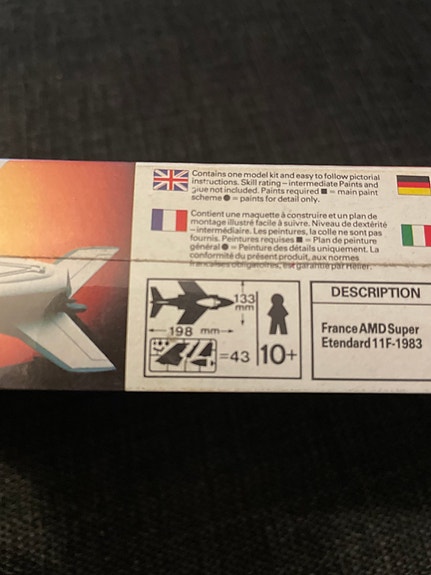 Contains one model kit and easy to follow pictorial
instructions. Skill rating – intermediate Paints and
glue not included. Paints required ■ = main paint
scheme ● = paints for detail only.
Contient une maquette à construire et un plan de
montage illustré facile à suivre. Niveau de dextérité
– intermédiaire. Les peintures, la colle ne sont pas
fournis. Peintures requises ■ = Plan de peinture
général ● = Peinture des détails uniquement. La
conformité du présent produit, aux normes
françaises obligatoires, est garantie par Heller.
133
mm
198 mm
=43
10+
DESCRIPTION
France AMD Super
Etendard 11F-1983